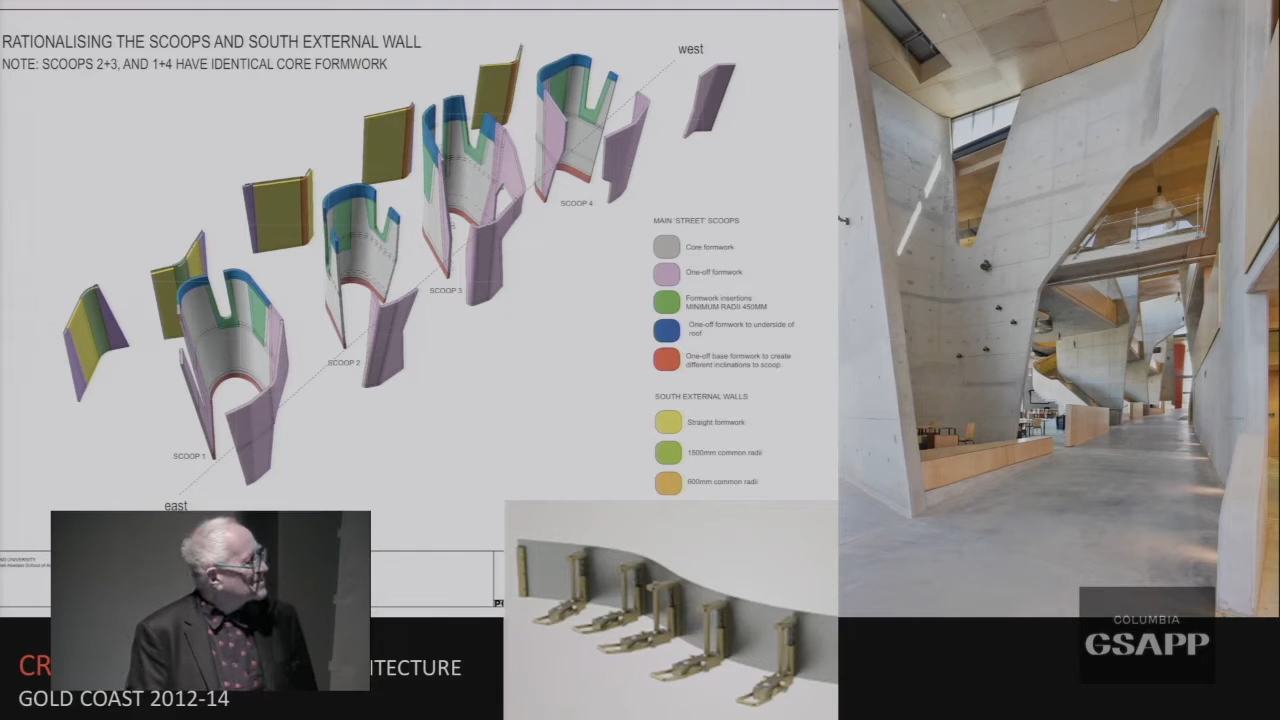 RATIONALISING THE SCOOPS AND SOUTH EXTERNAL WALL
NOTE: SCOOPS 2+3, AND 1+4 HAVE IDENTICAL CORE FORMWORK
west
SCOOP 4
SCOOP 3
SCOOP 2
SCOOP 1
east
MAIN 'STREET' SCOOPS
Core formwork
One-off formwork
Formwork insertions
MINIMUM RADII 450MM
One-off formwork to underside of
roof
One-off base formwork to create
different inclinations to scoop
SOUTH EXTERNAL WALLS
Straight formwork
1500mm common radii
600mm common radii
UNIVERSITY
CR
ITECTURE
GOLD COAST 2012-14
COLUMBIA
GSAPP